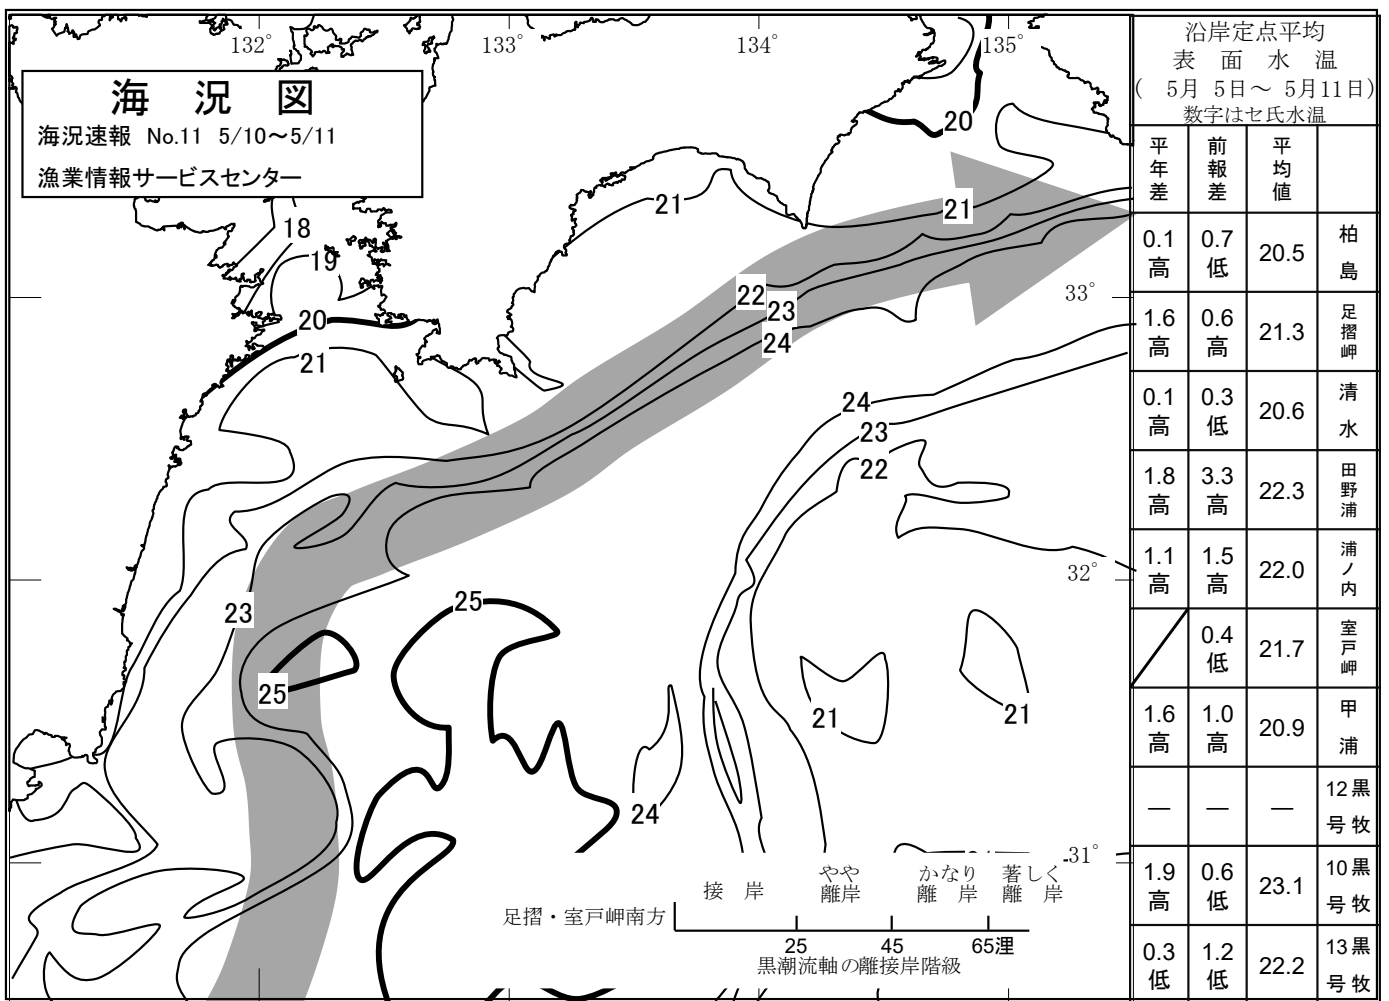 海 況 図
海況速報 No.11 5/10～5/11
漁業情報サービスセンター
132°
133°
134°
135°
20
21
21
18
19
20
21
22
23
24
33°
24
23
22
32°
23
25
25
21
21
24
31°
接 岸
やや離岸
かなり離 岸
著しく離 岸
足摺・室戸岬南方
25 45 65浬
黒潮流軸の離接岸階級
沿岸定点平均
表 面 水 温
( 5月 5日～ 5月11日)
数字はセ氏水温
平年差 前報差 平均値
0.1高 0.7低 20.5 柏島
1.6高 0.6高 21.3 足摺岬
0.1高 0.3低 20.6 清水
1.8高 3.3高 22.3 田野浦
1.1高 1.5高 22.0 浦ノ内
0.4低 21.7 室戸岬
1.6高 1.0高 20.9 甲浦
― ― ― 12号黒牧
1.9高 0.6低 23.1 10号黒牧
0.3低 1.2低 22.2 13号黒牧